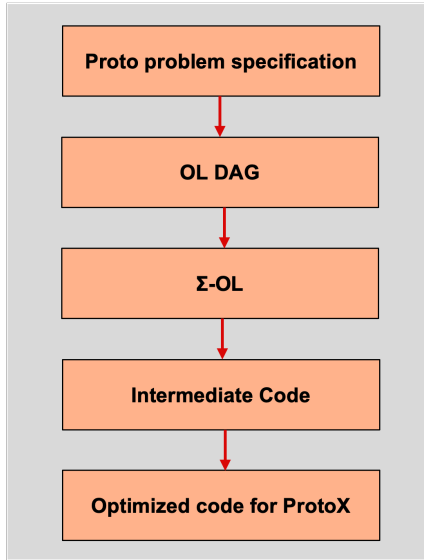 Proto problem specification
OL DAG
Σ-OL
Intermediate Code
Optimized code for ProtoX